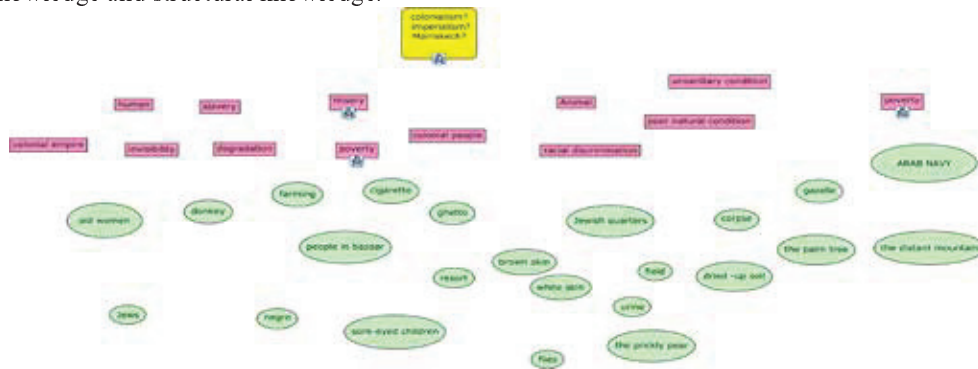 knowledge and structural knowledge.
colonialism?
imperialism?
Marrakech?
unsanitary condition
human
slavery
misery
Animal
poverty
colonial people
poor natural condition
colonial empire
invisibility
degradation
poverty
racial discrimination
ARAB NAVY
farming
cigarette
gazelle
old women
donkey
ghetto
Jewish quarters
corpse
people in bazaar
the palm tree
the distant mountain
brown skin
resort
field
dried-up soil
white skin
urine
Jews
negro
sore-eyed children
the prickly pear
flies